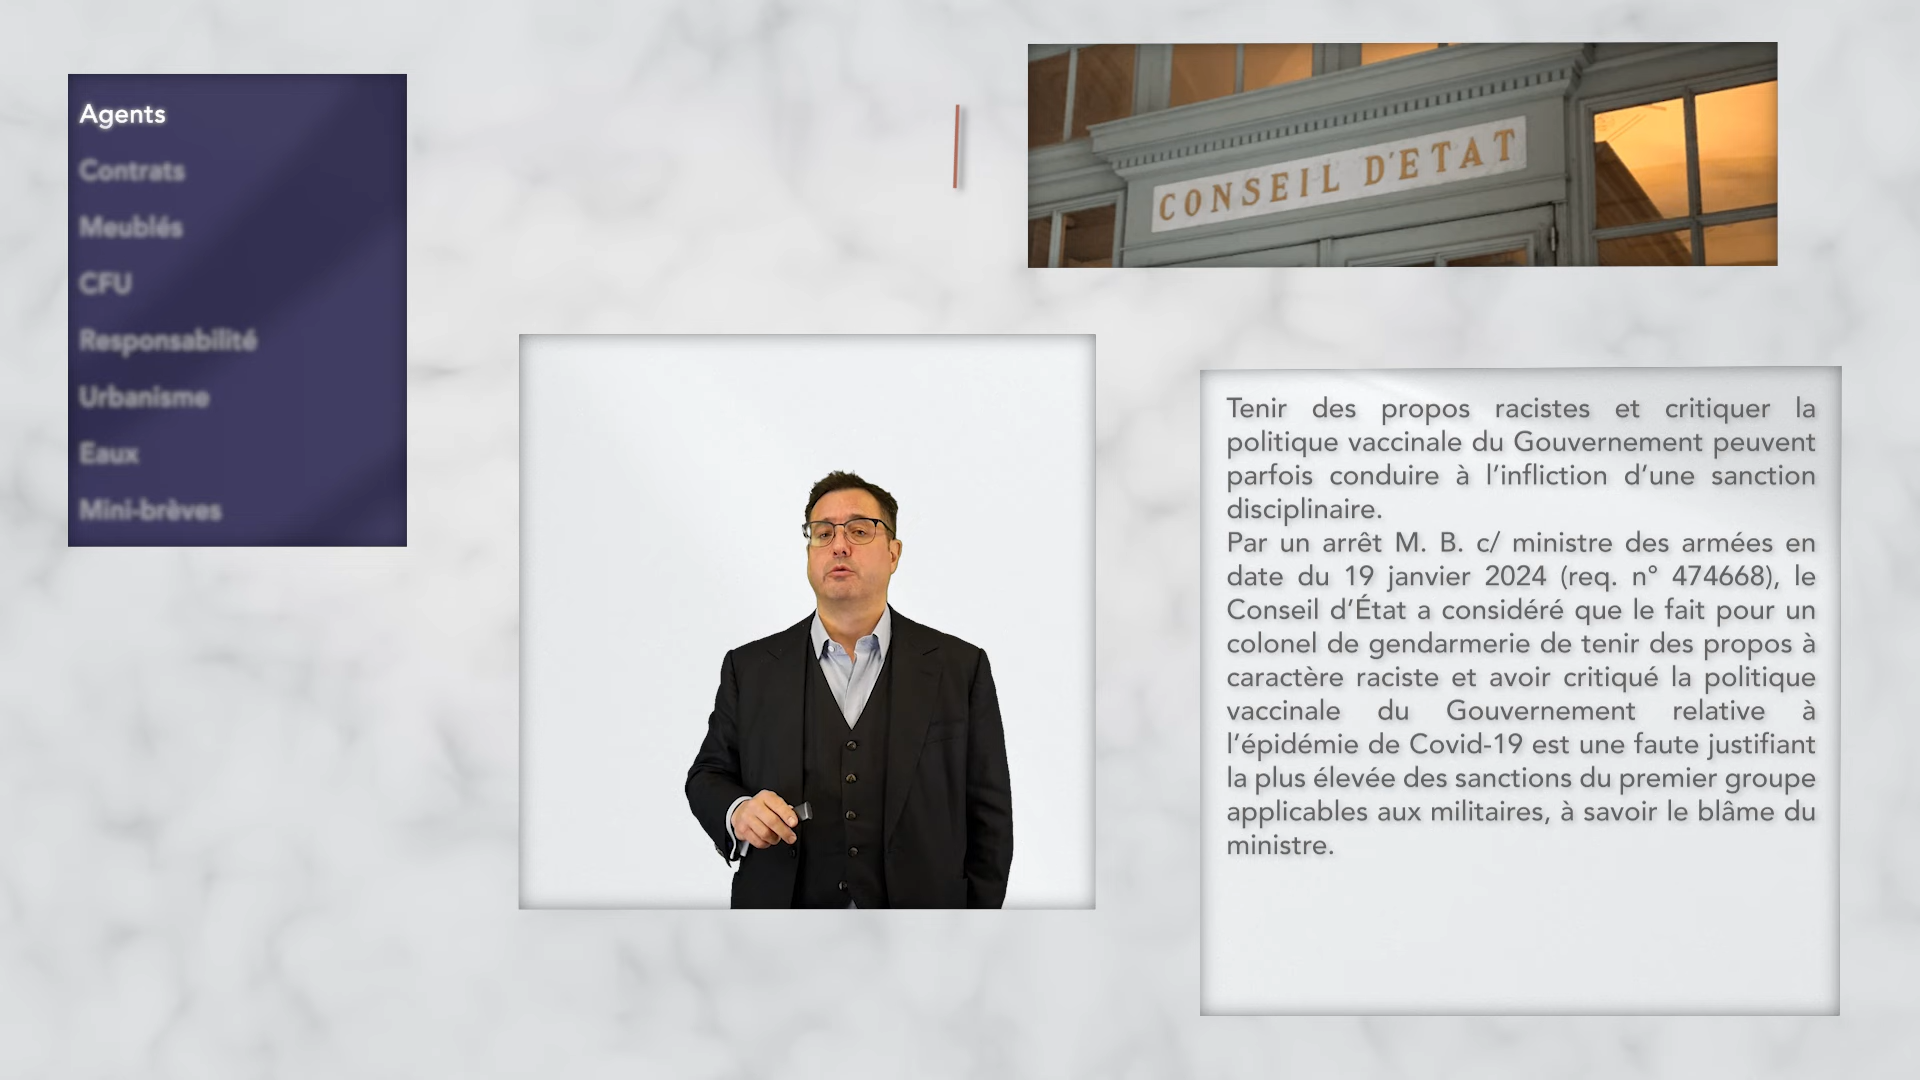 Agents
Contrats
Meublés
CFU
Responsabilité
Urbanisme
Eaux
Mini-brèves
CONSEIL D'ETAT
Tenir des propos racistes et critiquer la
politique vaccinale du Gouvernement peuvent
parfois conduire à l’infliction d’une sanction
disciplinaire.
Par un arrêt M. B. c/ ministre des armées en
date du 19 janvier 2024 (req. n° 474668), le
Conseil d’État a considéré que le fait pour un
colonel de gendarmerie de tenir des propos à
caractère raciste et avoir critiqué la politique
vaccinale du Gouvernement relative à
l’épidémie de Covid-19 est une faute justifiant
la plus élevée des sanctions du premier groupe
applicables aux militaires, à savoir le blâme du
ministre.